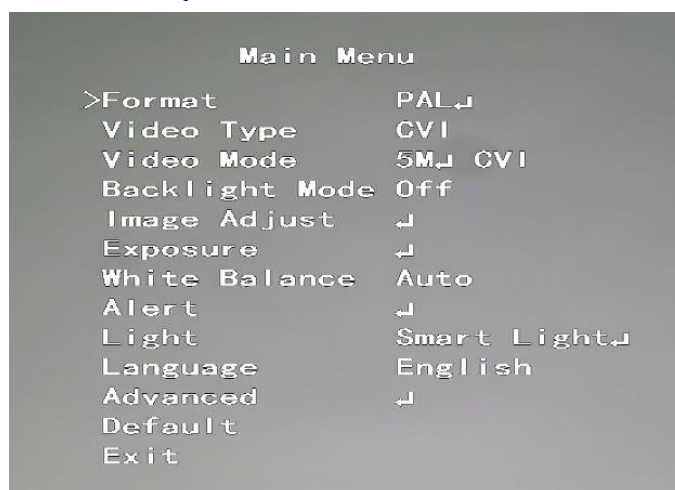 Main Menu
>Format PAL↵
Video Type CVI
Video Mode 5M↵ CVI
Backlight Mode Off
Image Adjust ↵
Exposure ↵
White Balance Auto
Alert ↵
Light Smart Light↵
Language English
Advanced ↵
Default
Exit